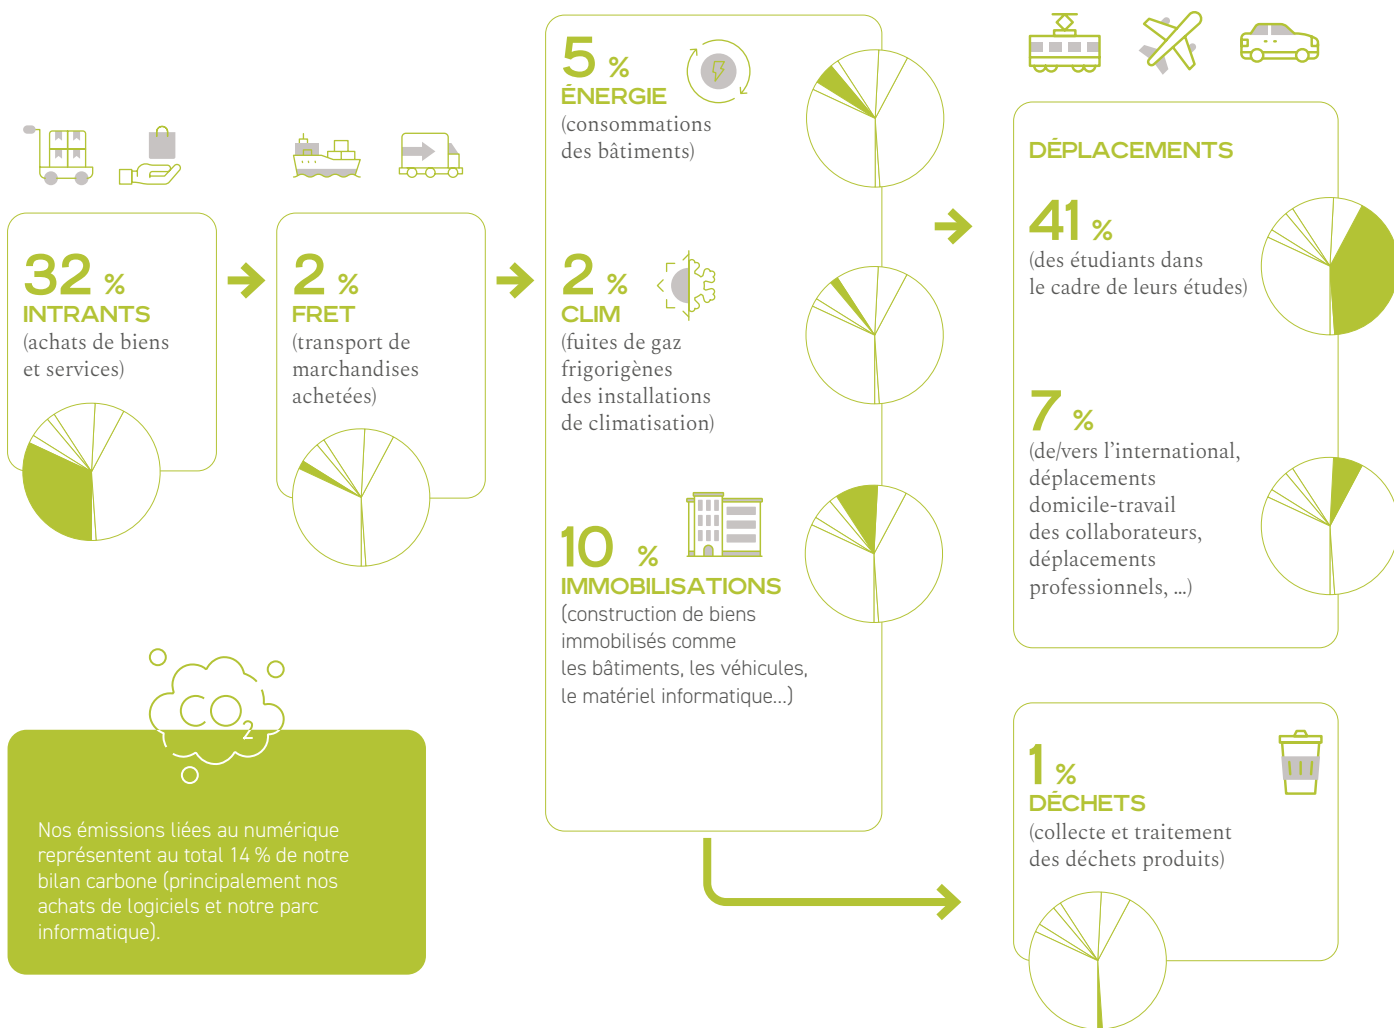 32 %
INTRANTS
(achats de biens
et services)
2 %
FRET
(transport de
marchandises
achetées)
5 %
ÉNERGIE
(consommations
des bâtiments)
2 %
CLIM
(fuites de gaz
frigorigènes
des installations
de climatisation)
10 %
IMMOBILISATIONS
(construction de biens
immobilisés comme
les bâtiments, les véhicules,
le matériel informatique...)
DÉPLACEMENTS
41 %
(des étudiants dans
le cadre de leurs études)
7 %
(de/vers l’international,
déplacements
domicile-travail
des collaborateurs,
déplacements
professionnels, ...)
1 %
DÉCHETS
(collecte et traitement
des déchets produits)
CO2
Nos émissions liées au numérique
représentent au total 14 % de notre
bilan carbone (principalement nos
achats de logiciels et notre parc
informatique).